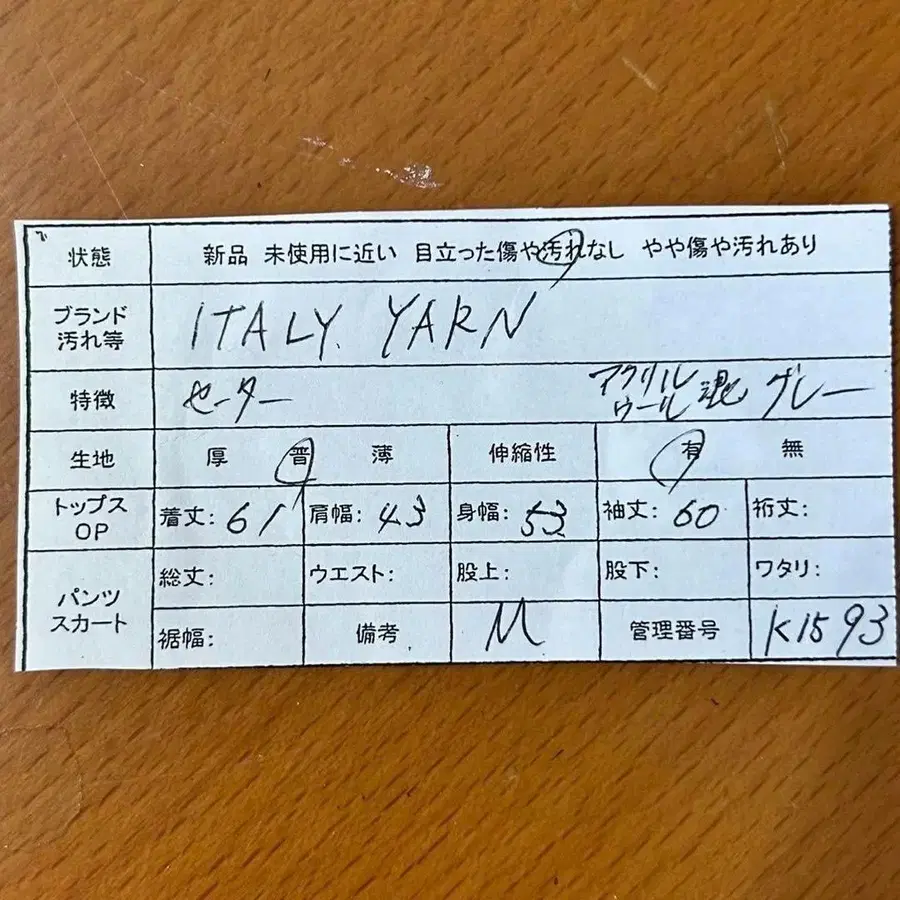 状態 新品 未使用に近い 目立った傷や汚れなし やや傷や汚れあり
ブランド
汚れ等
ITALY. YARN
特徴 セーター アクリル
ウール 混 グレー
生地 厚 普 薄 伸縮性 有 無
トップス
OP
着丈: 61 肩幅: 43 身幅: 53 袖丈: 60 裄丈:
パンツ
スカート
総丈: ウエスト: 股上: 股下: ワタリ:
裾幅: 備考 M 管理番号 K1593